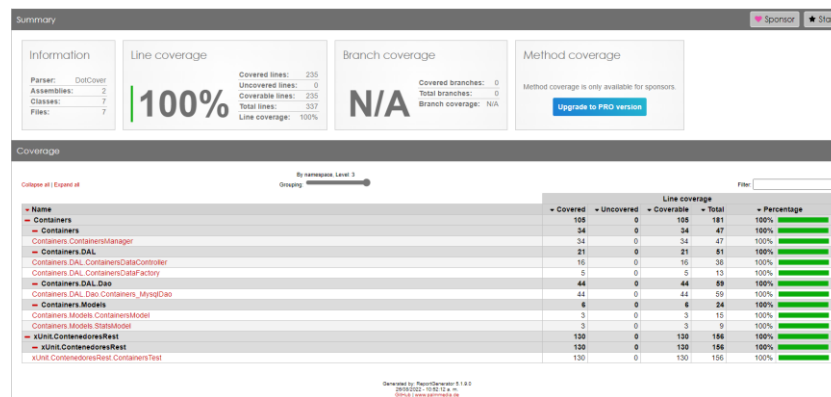 Summary
Sponsor
Information
Parser: DotCover
Assemblies: 2
Classes: 7
Files: 7
Line coverage
100%
Covered lines: 235
Uncovered lines: 0
Coverable lines: 235
Total lines: 337
Line coverage: 100%
Branch coverage
N/A
Covered branches: 0
Total branches: 0
Branch coverage: N/A
Method coverage
Method coverage is only available for sponsors.
Upgrade to PRO version
Coverage
Collapse all | Expand all
By namespace, Level: 3
Grouping:
Filter:
Line coverage
Name Covered Uncovered Coverable Total Percentage
Containers 105 0 105 181 100%
Containers 34 0 34 47 100%
Containers.ContainersManager 34 0 34 47 100%
Containers.DAL 21 0 21 51 100%
Containers.DAL.ContainersDataController 16 0 16 38 100%
Containers.DAL.ContainersDataFactory 5 0 5 13 100%
Containers.DAL.Dao 44 0 44 59 100%
Containers.DAL.Dao.Containers_MysqlDao 44 0 44 59 100%
Containers.Models 6 0 6 24 100%
Containers.Models.ContainersModel 3 0 3 15 100%
Containers.Models.StatsModel 3 0 3 9 100%
xUnit.ContenedoresRest 130 0 130 156 100%
xUnit.ContenedoresRest 130 0 130 156 100%
xUnit.ContenedoresRest.ContainersTest 130 0 130 156 100%
Generated by: ReportGenerator 5.1.9.0
GitHub | www.palmmedia.de